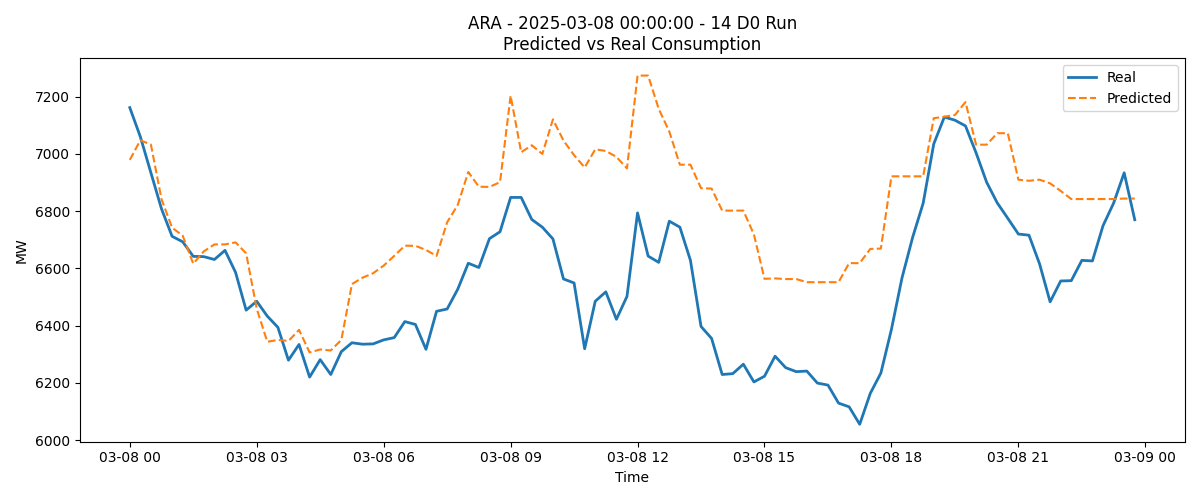 ARA - 2025-03-08 00:00:00 - 14 D0 Run
Predicted vs Real Consumption
Real
Predicted
7200
7000
6800
6600
6400
6200
6000
MW
03-08 00
03-08 03
03-08 06
03-08 09
03-08 12
03-08 15
03-08 18
03-08 21
03-09 00
Time